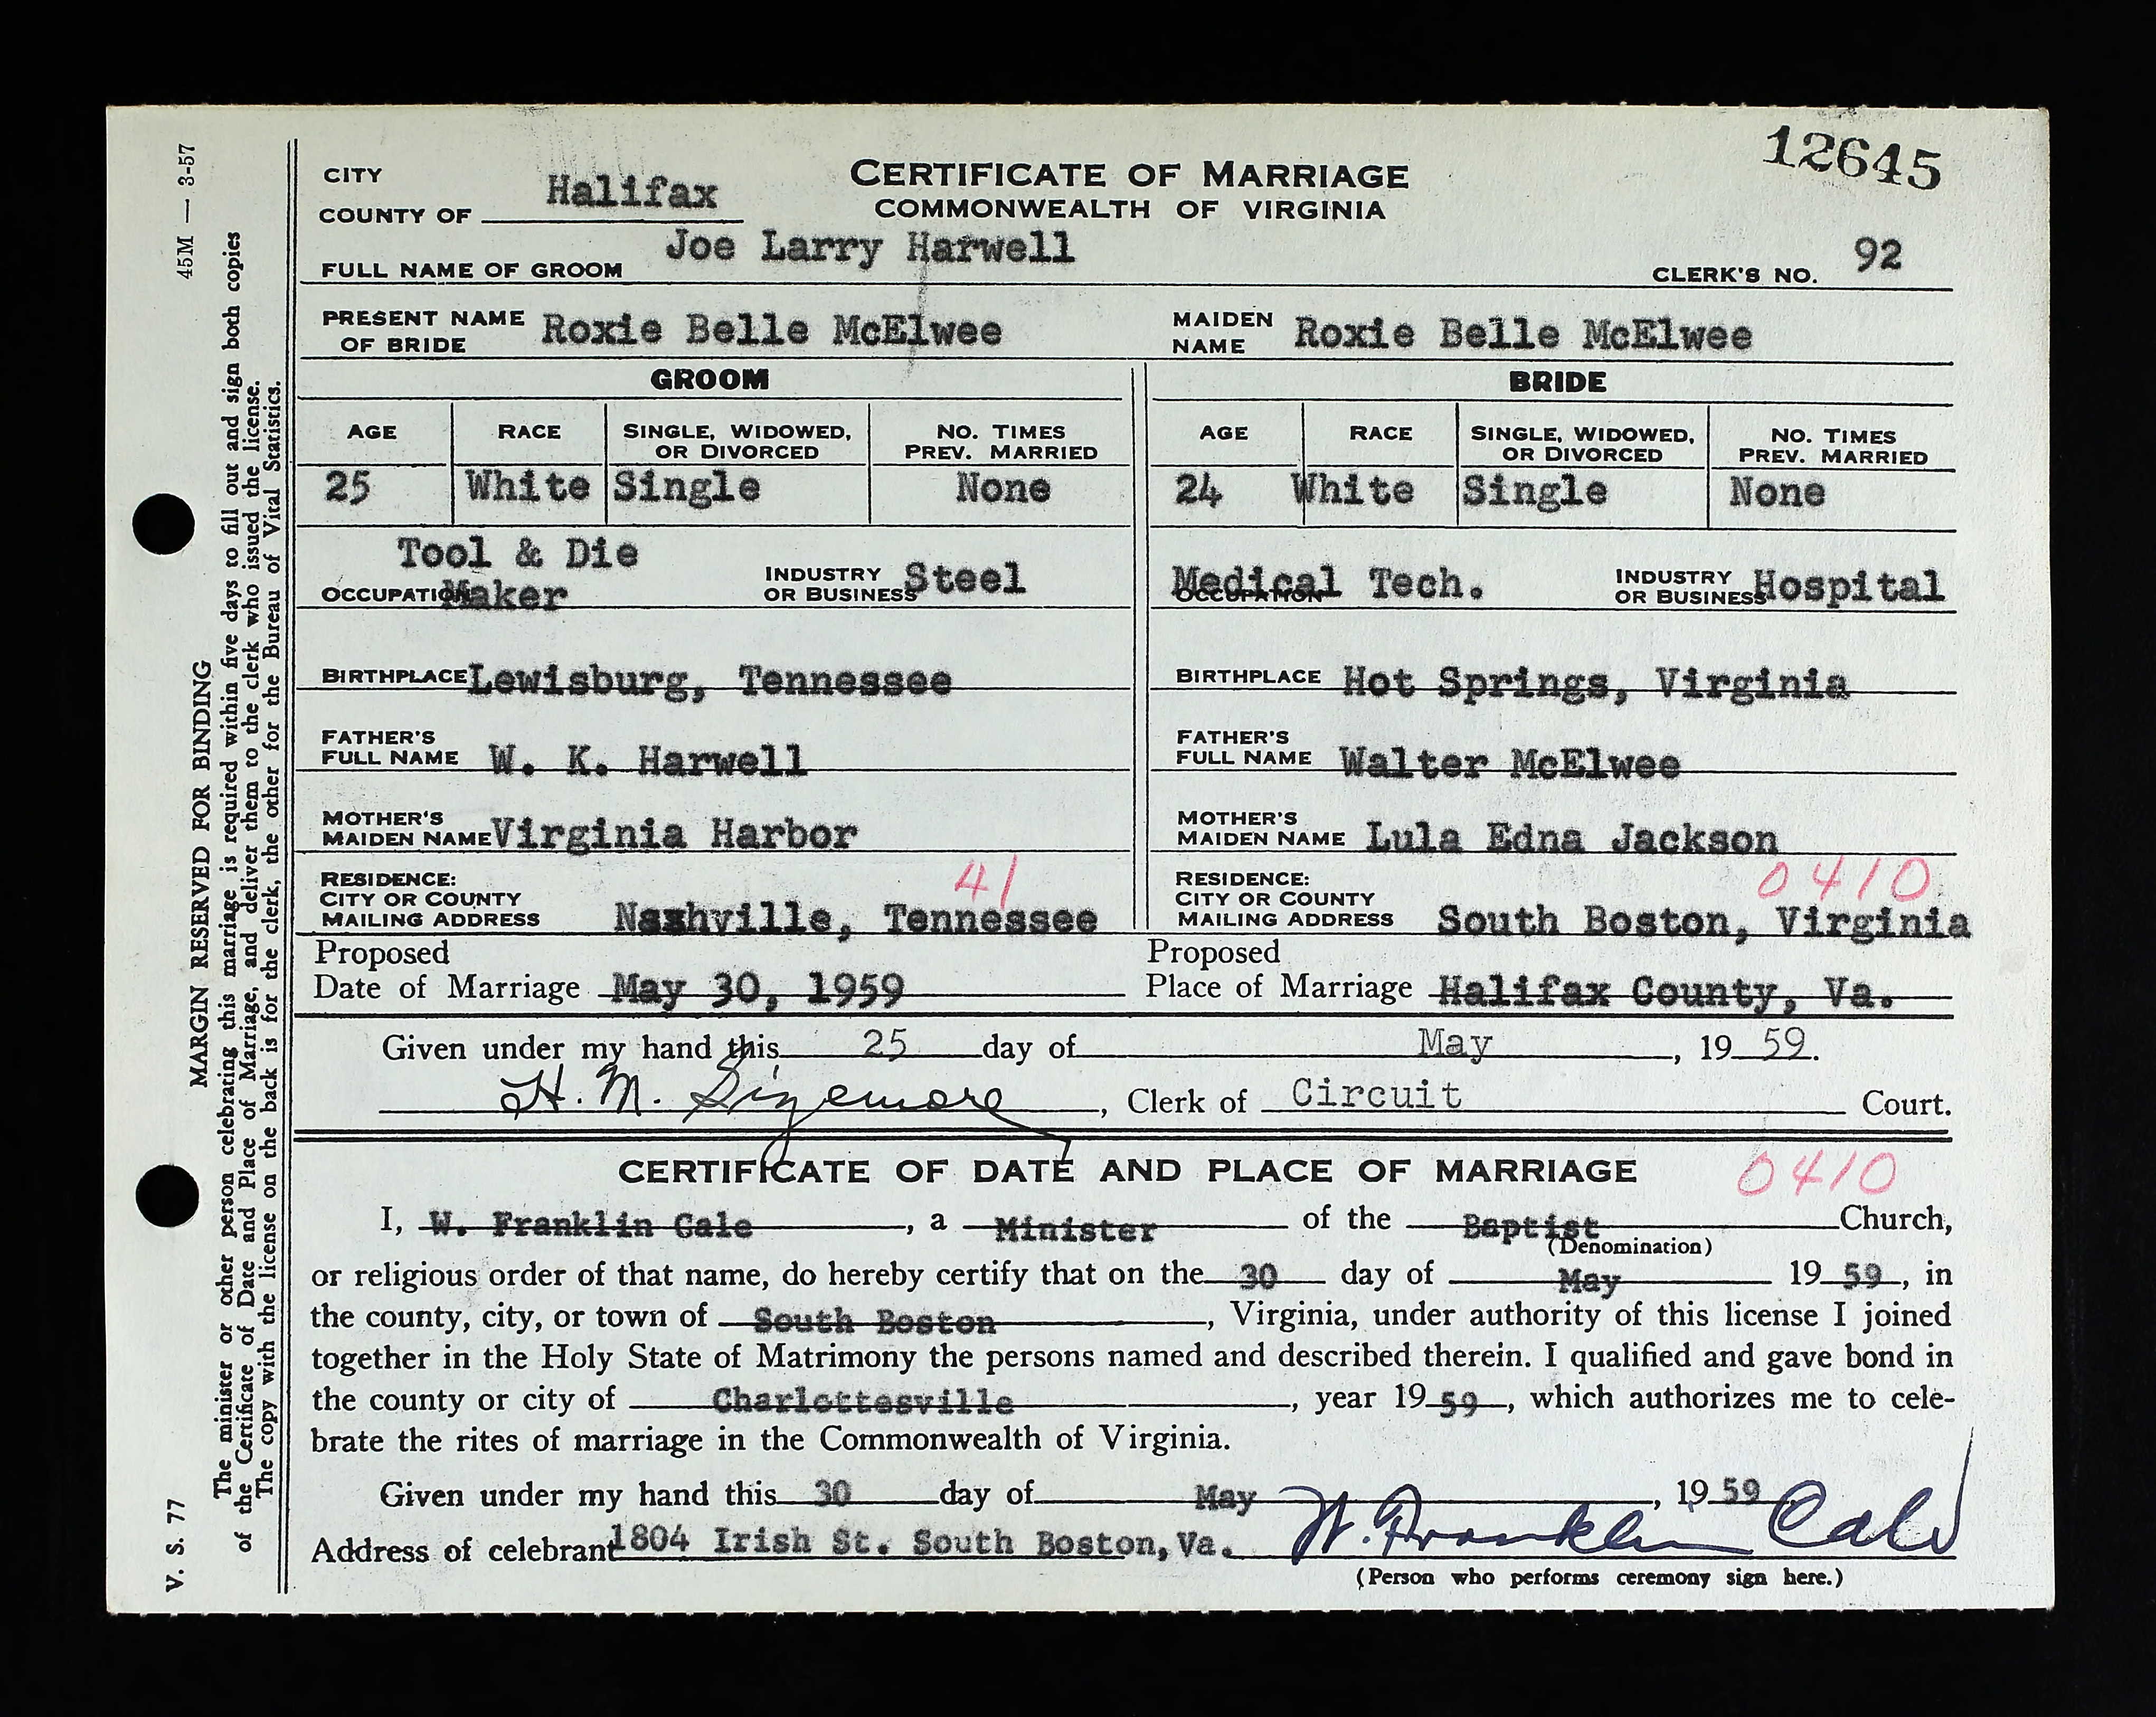 12645
CITY
COUNTY OF Halifax
CERTIFICATE OF MARRIAGE
COMMONWEALTH OF VIRGINIA
FULL NAME OF GROOM Joe Larry Harwell CLERK'S NO. 92
PRESENT NAME OF BRIDE Roxie Belle McElwee MAIDEN NAME Roxie Belle McElwee
GROOM BRIDE
AGE RACE SINGLE, WIDOWED, OR DIVORCED NO. TIMES PREV. MARRIED AGE RACE SINGLE, WIDOWED, OR DIVORCED NO. TIMES PREV. MARRIED
25 White Single None 24 White Single None
OCCUPATION Tool & Die Maker INDUSTRY OR BUSINESS Steel OCCUPATION Medical Tech. INDUSTRY OR BUSINESS Hospital
BIRTHPLACE Lewisburg, Tennessee BIRTHPLACE Hot Springs, Virginia
FATHER'S FULL NAME W. K. Harwell FATHER'S FULL NAME Walter McElwee
MOTHER'S MAIDEN NAME Virginia Harbor MOTHER'S MAIDEN NAME Lula Edna Jackson
41 0410
RESIDENCE: CITY OR COUNTY MAILING ADDRESS Nashville, Tennessee RESIDENCE: CITY OR COUNTY MAILING ADDRESS South Boston, Virginia
Proposed Date of Marriage May 30, 1959 Proposed Place of Marriage Halifax County, Va.
Given under my hand this 25 day of May, 19 59.
H. M. Sizemore, Clerk of Circuit Court.
CERTIFICATE OF DATE AND PLACE OF MARRIAGE 0410
I, W. Franklin Cale, a Minister of the Baptist Church,
(Denomination)
or religious order of that name, do hereby certify that on the 30 day of May 19 59, in
the county, city, or town of South Boston, Virginia, under authority of this license I joined
together in the Holy State of Matrimony the persons named and described therein. I qualified and gave bond in
the county or city of Charlottesville, year 19 59, which authorizes me to cele-
brate the rites of marriage in the Commonwealth of Virginia.
Given under my hand this 30 day of May, 19 59.
Address of celebrant 1804 Irish St. South Boston, Va. W. Franklin Cale
(Person who performs ceremony sign here.)
V. S. 77 MARGIN RESERVED FOR BINDING 45M — 3-57
The minister or other person celebrating this marriage is required within five days to fill out and sign both copies
of the Certificate of Date and Place of Marriage, and deliver them to the clerk who issued the license.
The copy with the license on the back is for the clerk, the other for the Bureau of Vital Statistics.